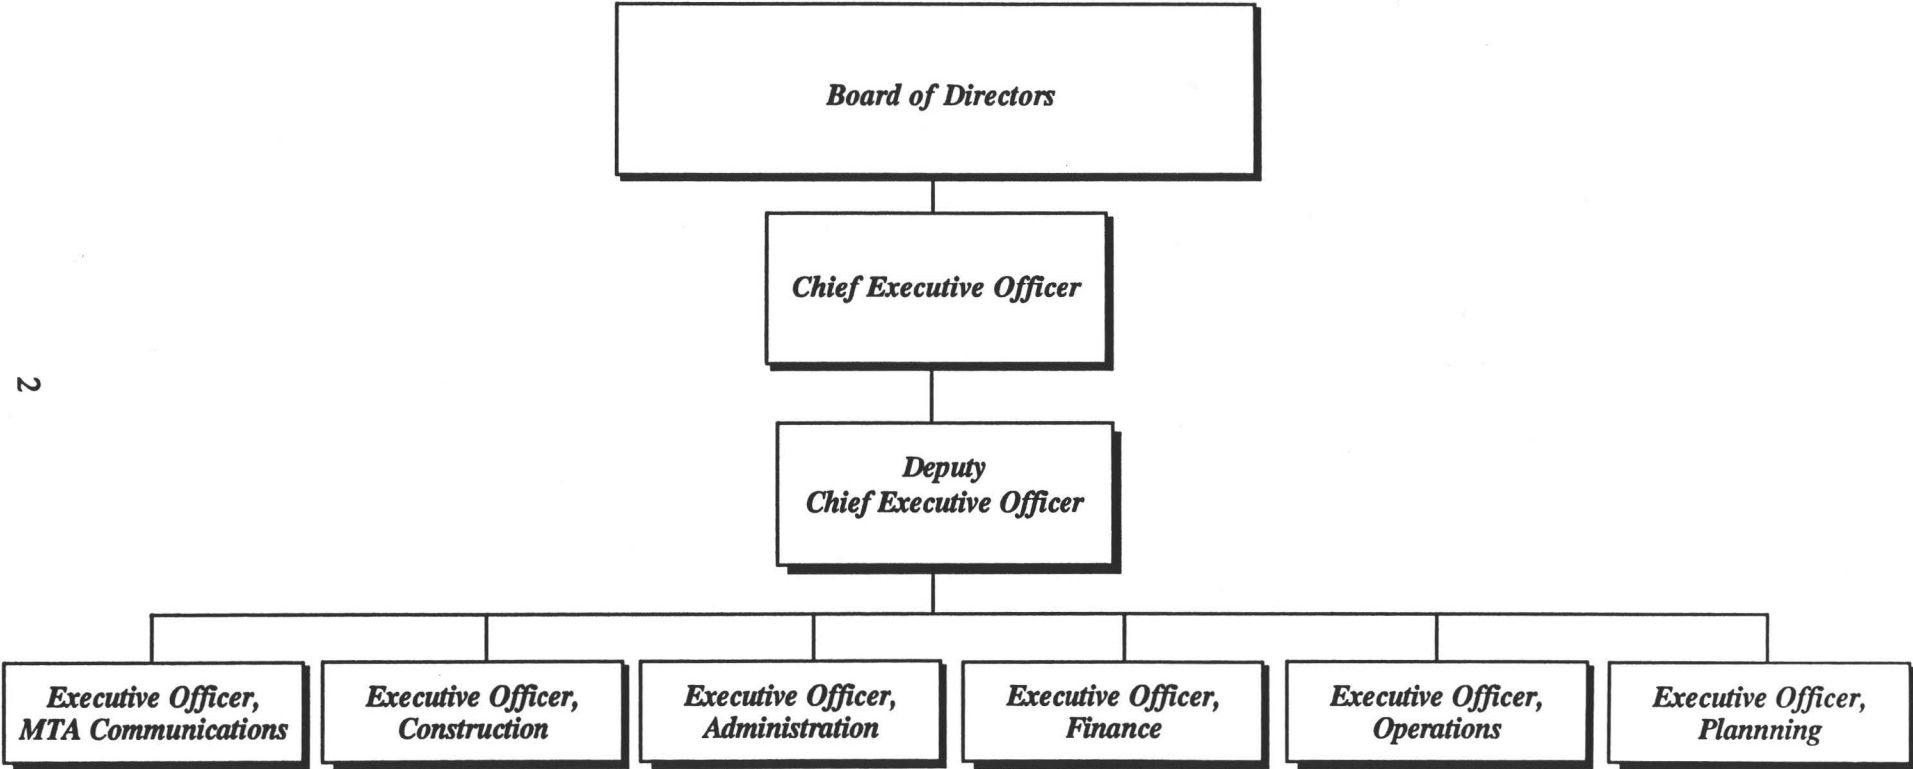 Board of Directors
Chief Executive Officer
2
Deputy
Chief Executive Officer
Executive Officer,
MTA Communications
Executive Officer,
Construction
Executive Officer,
Administration
Executive Officer,
Finance
Executive Officer,
Operations
Executive Officer,
Plannning